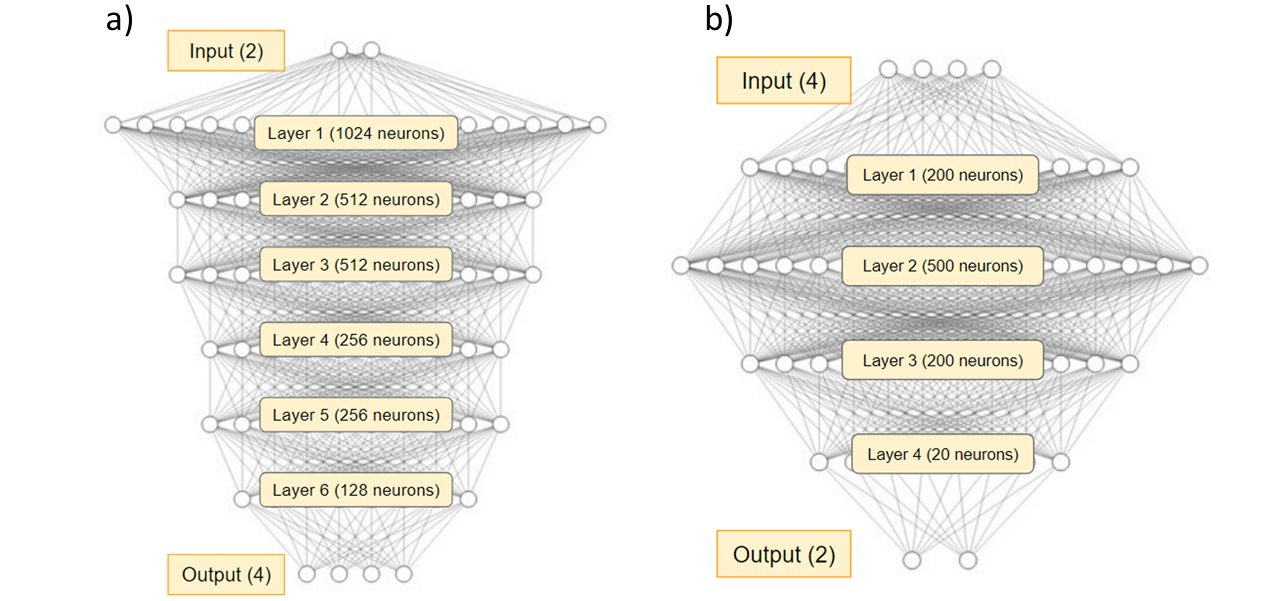 a)
Input (2)
Layer 1 (1024 neurons)
Layer 2 (512 neurons)
Layer 3 (512 neurons)
Layer 4 (256 neurons)
Layer 5 (256 neurons)
Layer 6 (128 neurons)
Output (4)
b)
Input (4)
Layer 1 (200 neurons)
Layer 2 (500 neurons)
Layer 3 (200 neurons)
Layer 4 (20 neurons)
Output (2)